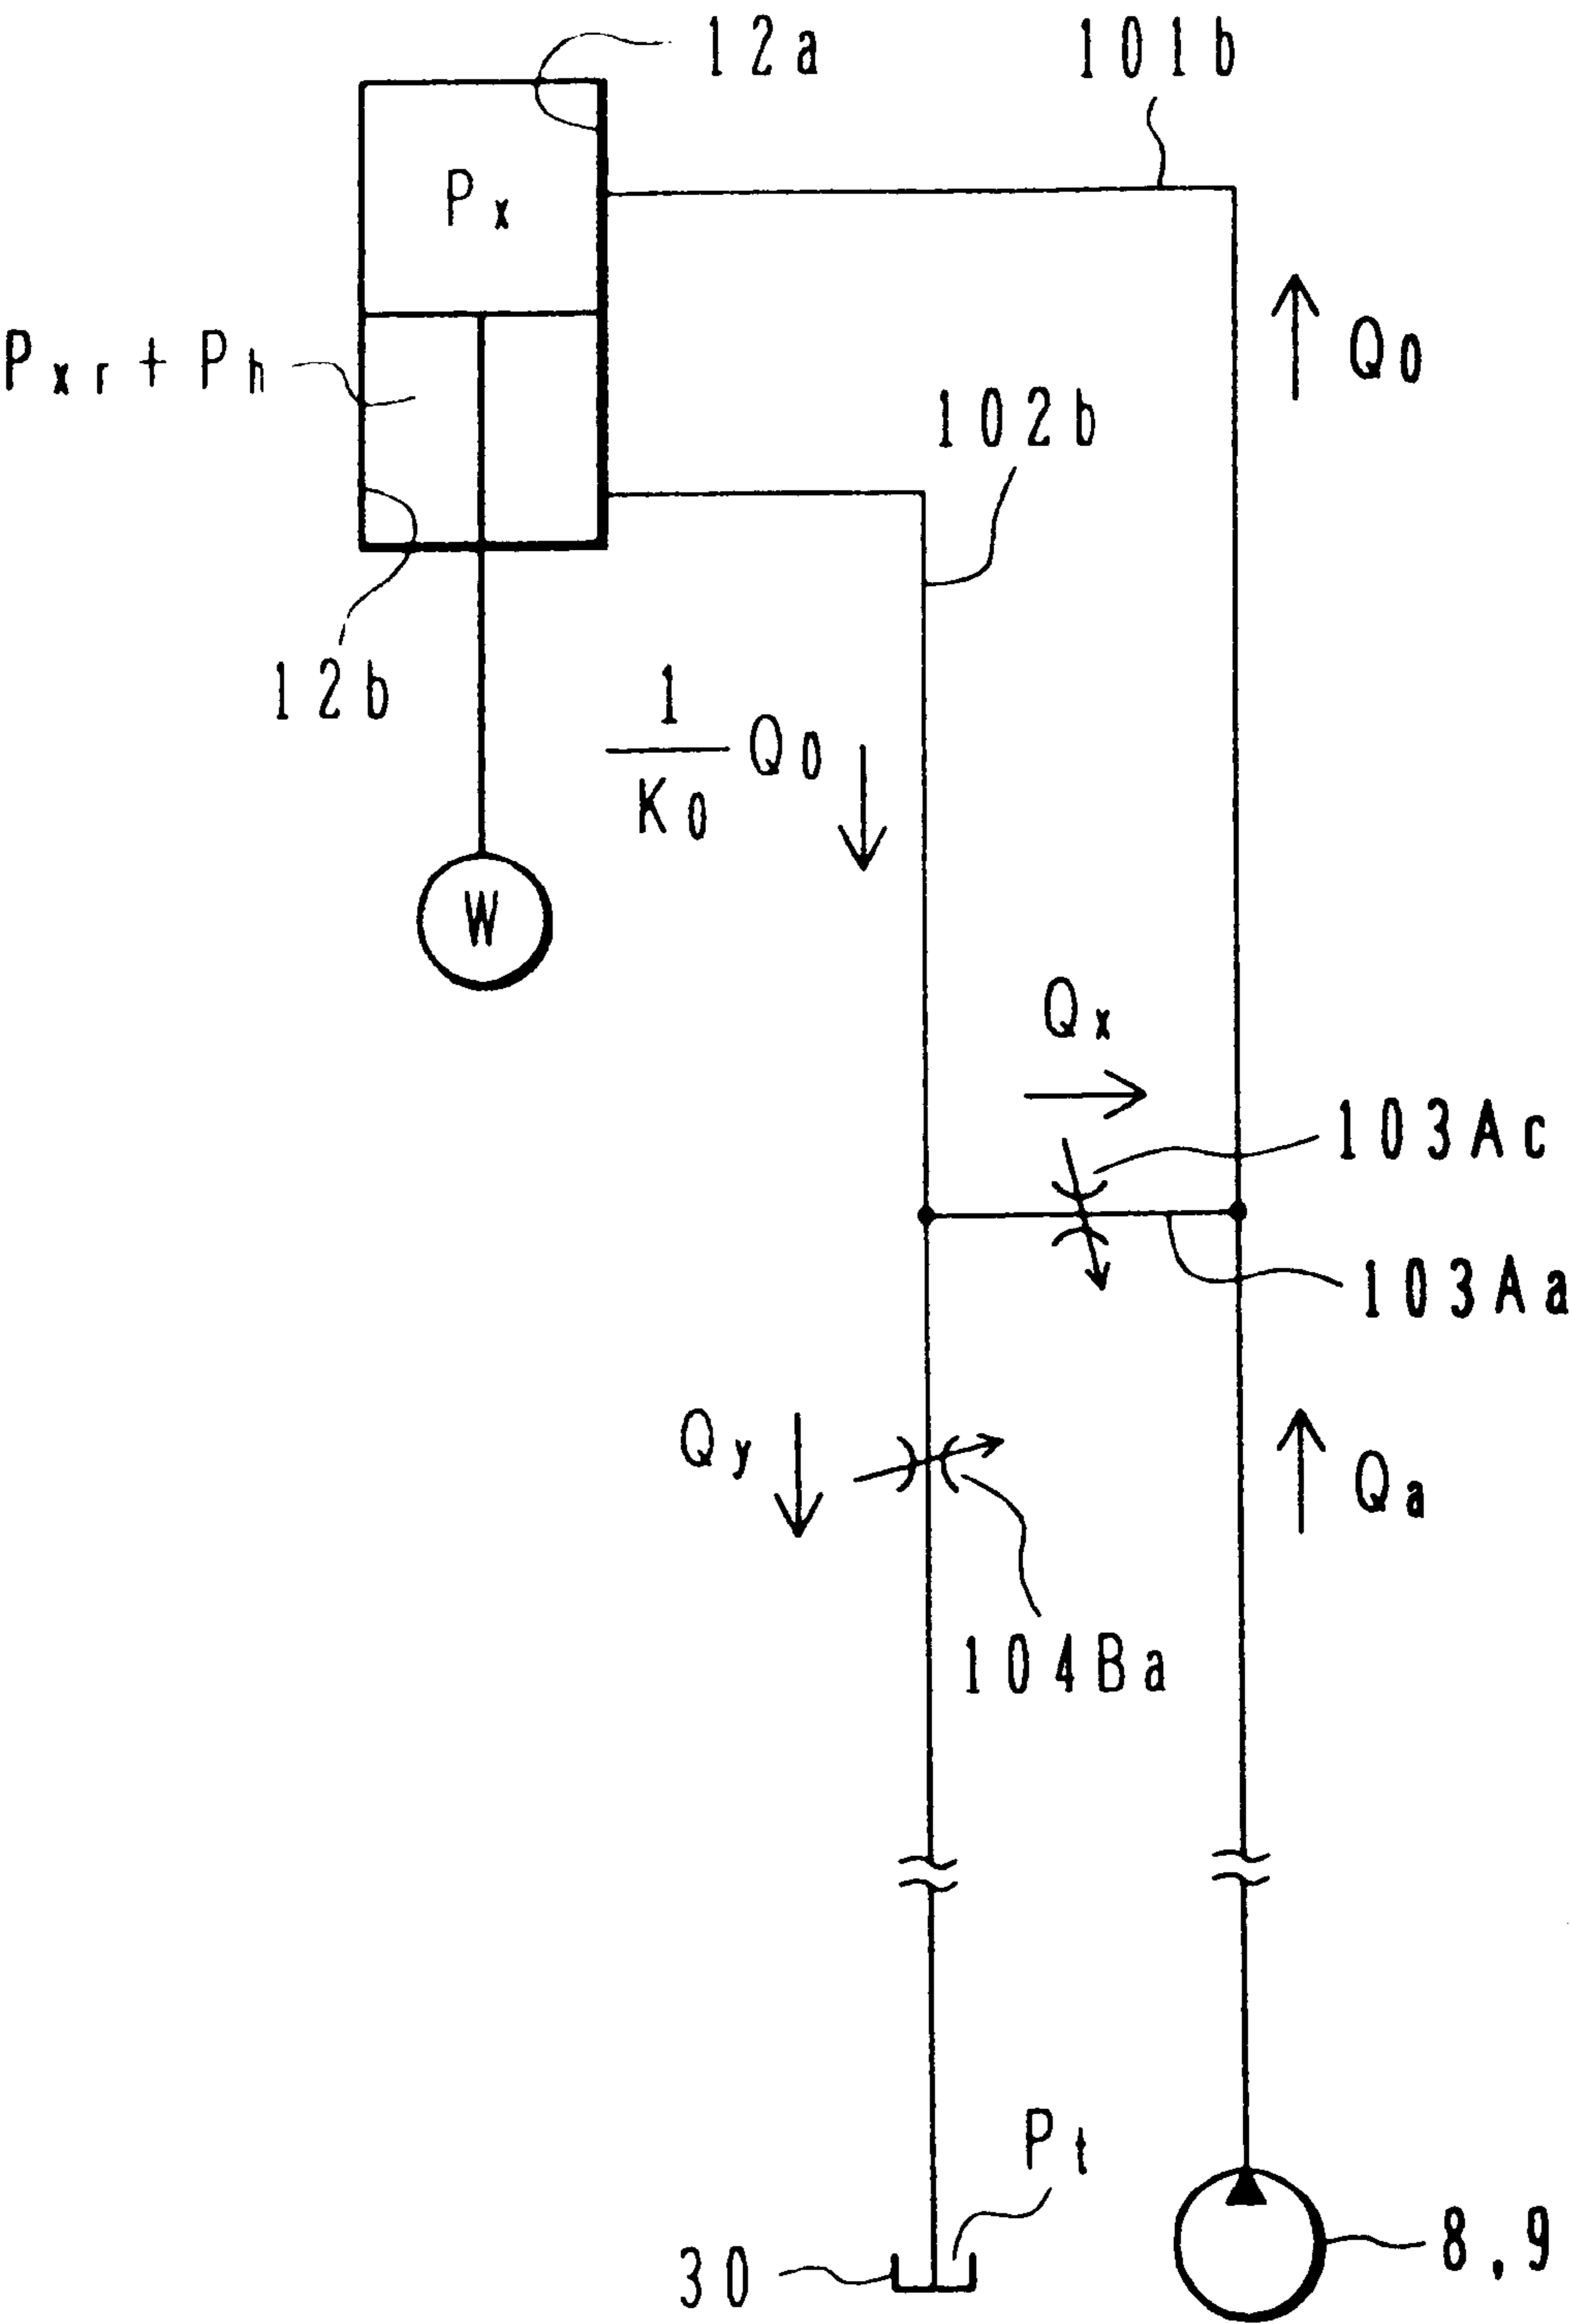 12a
101b
Px
Pxr + Ph
Q0
102b
12b
1
K0
Q0
W
Qx
103Ac
103Aa
Qy
Qa
104Ba
Pt
30
8,9